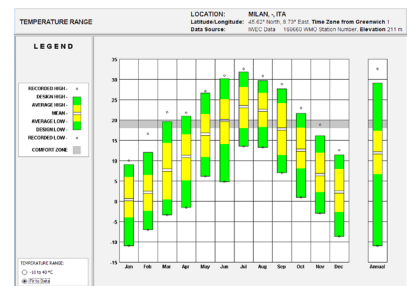 TEMPERATURE RANGE
LOCATION: MILAN, -, ITA
Latitude/Longitude: 45.62° North, 8.73° East, Time Zone from Greenwich 1
Data Source: IWEC Data 160660 WMO Station Number, Elevation 211 m
LEGEND
RECORDED HIGH -
DESIGN HIGH -
AVERAGE HIGH -
MEAN -
AVERAGE LOW -
DESIGN LOW -
RECORDED LOW -
COMFORT ZONE
TEMPERATURE RANGE:
-10 to 40 °C
Fit to Data
35
30
25
20
15
10
5
0
-5
-10
-15
Jan Feb Mar Apr May Jun Jul Aug Sep Oct Nov Dec Annual